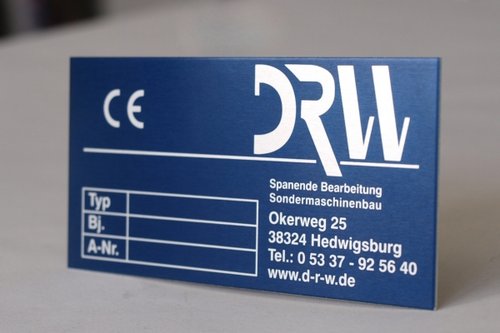 CE
DRW
Spanende Bearbeitung
Sondermaschinenbau
Okerweg 25
38324 Hedwigsburg
Tel.: 0 53 37 - 92 56 40
www.d-r-w.de
Typ
Bj.
A-Nr.